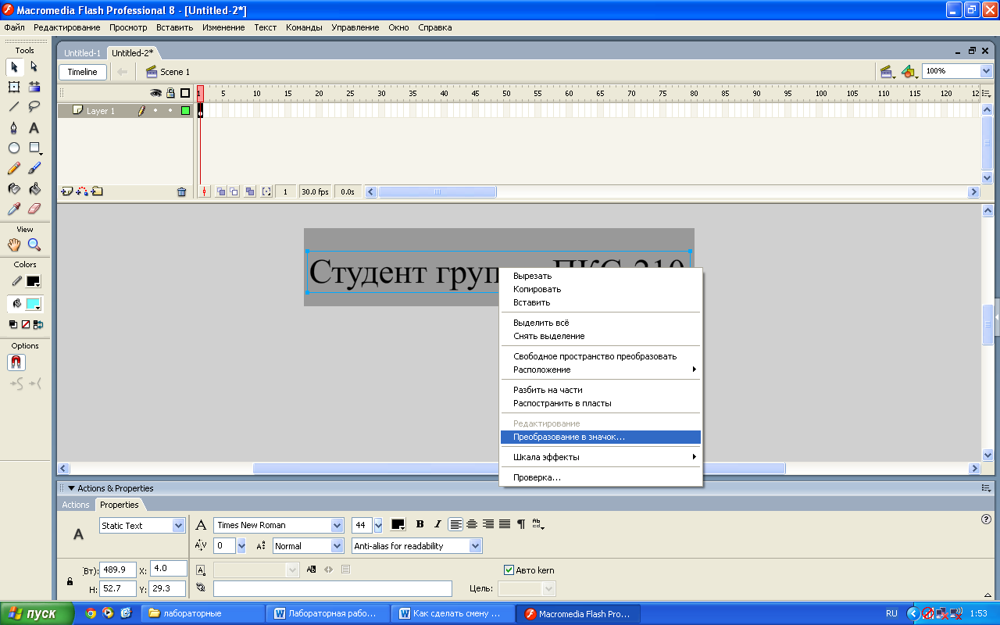 Macromedia Flash Professional 8 - [Untitled-2*]
Файл Редактирование Просмотр Вставить Изменение Текст Команды Управление Окно Справка
Tools
Untitled-1 Untitled-2*
Timeline Scene 1 100%
1 5 10 15 20 25 30 35 40 45 50 55 60 65 70 75 80 85 90 95 100 105 110 115 120 12
Layer 1
1 30.0 fps 0.0s
View
Colors
Options
Студент груп ПКС 210
Вырезать
Копировать
Вставить
Выделить всё
Снять выделение
Свободное пространство преобразовать
Расположение
Разбить на части
Распостранить в пласты
Редактирование
Преобразование в значок...
Шкала эффекты
Проверка...
Actions & Properties
Actions Properties
A Static Text A Times New Roman 44 B I ¶ Ab
A/V 0 Normal Anti-alias for readability
Вт): 489.9 X: 4.0 Авто kern
H: 52.7 Y: 29.3 Цель:
пуск лабораторные Лабораторная рабо... Как сделать смену ... Macromedia Flash Pro... RU 1:53